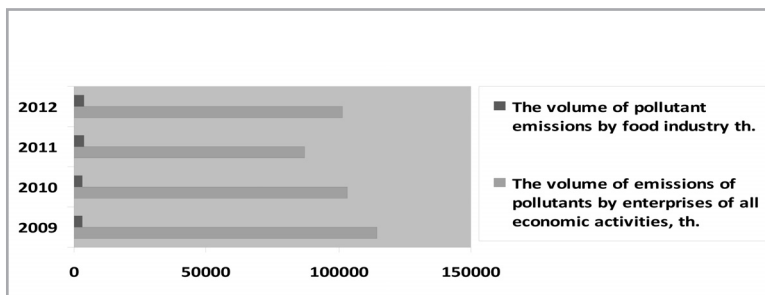 2012
2011
2010
2009
0 50000 100000 150000
The volume of pollutant
emissions by food industry th.
The volume of emissions of
pollutants by enterprises of all
economic activities, th.